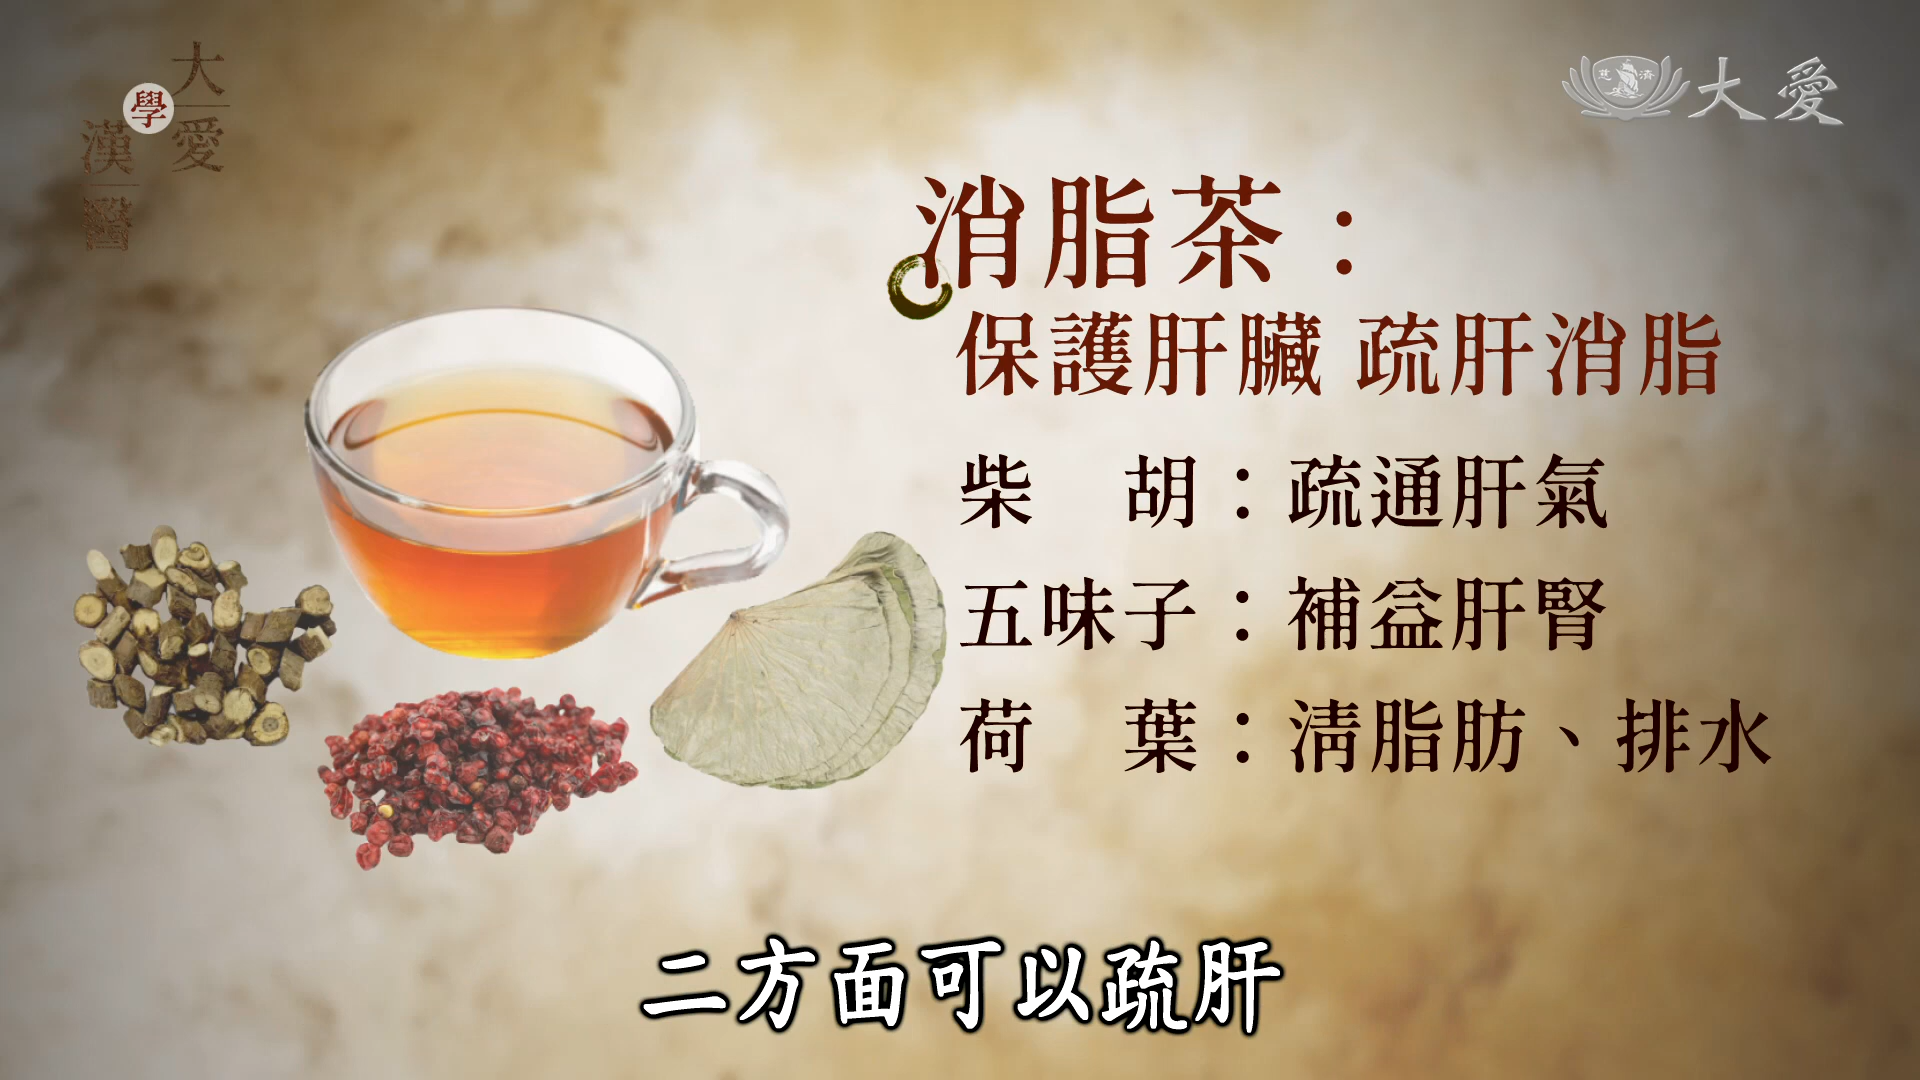 大愛
學
漢醫
慈濟
大愛
消脂茶：
保護肝臟 疏肝消脂
柴 胡：疏通肝氣
五味子：補益肝腎
荷 葉：清脂肪、排水
二方面可以疏肝